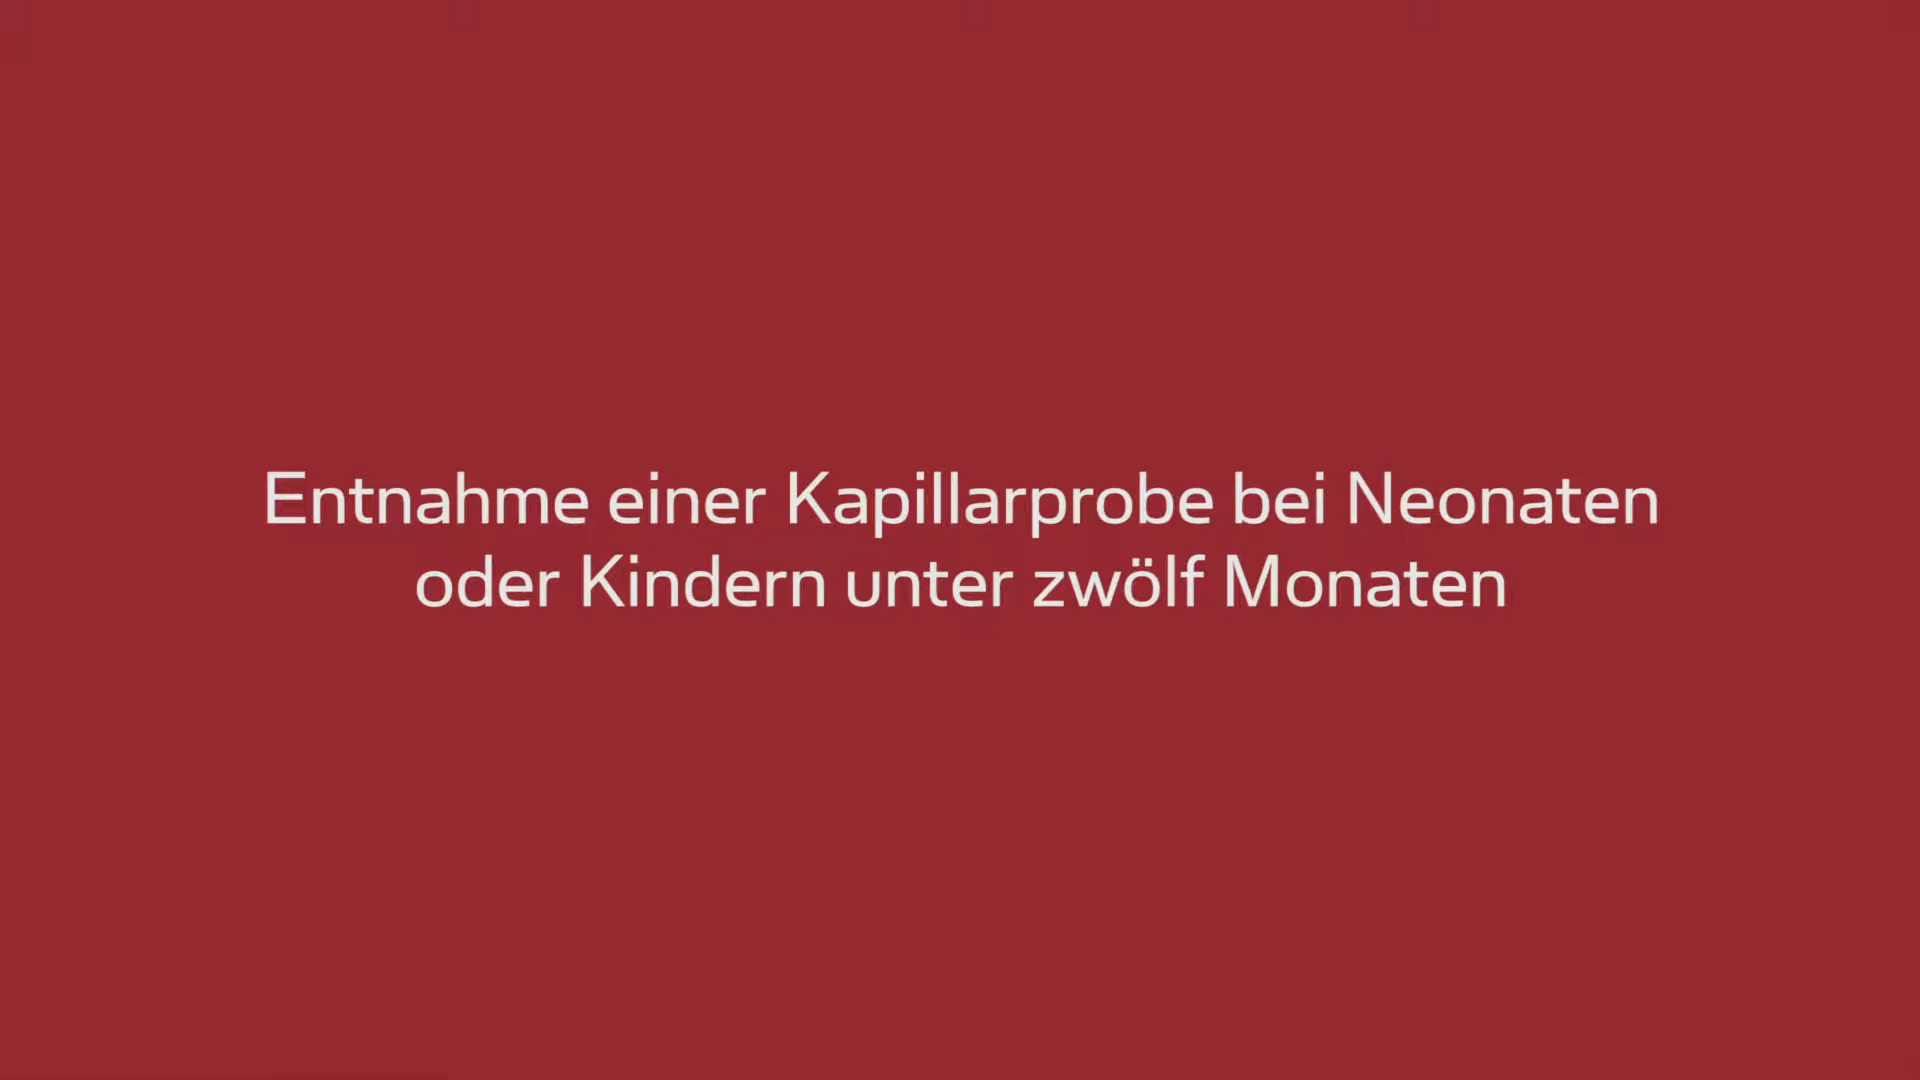 Entnahme einer Kapillarprobe bei Neonaten
oder Kindern unter zwölf Monaten